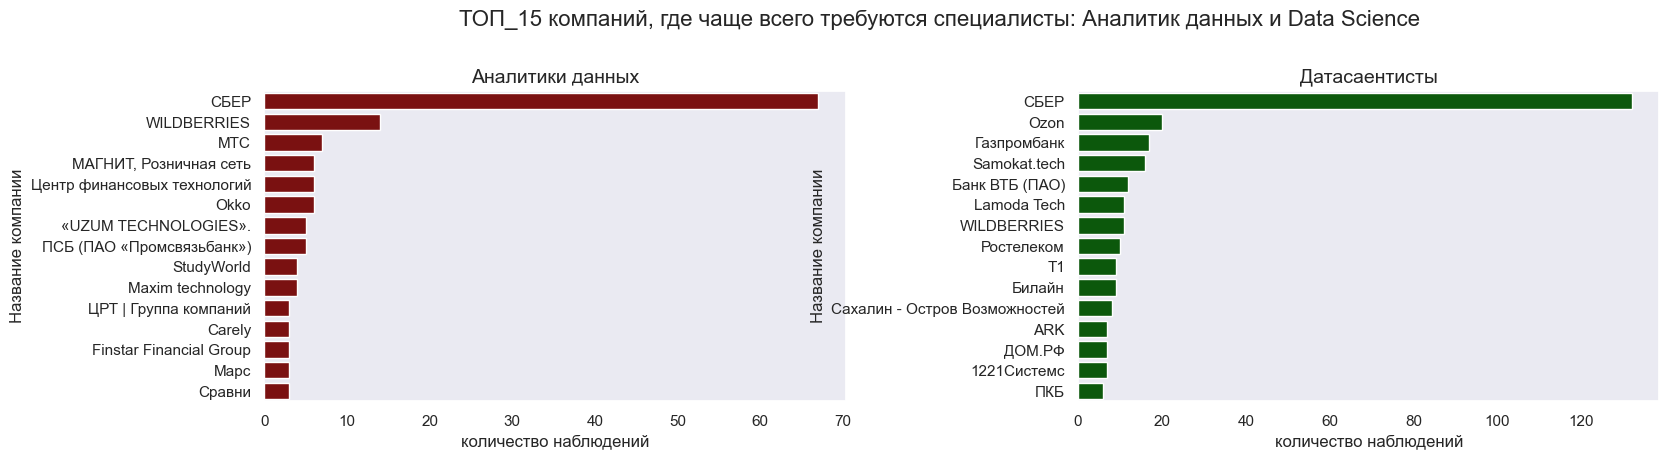 ТОП_15 компаний, где чаще всего требуются специалисты: Аналитик данных и Data Science
Аналитики данных
Название компании
СБЕР
WILDBERRIES
МТС
МАГНИТ, Розничная сеть
Центр финансовых технологий
Okko
«UZUM TECHNOLOGIES».
ПСБ (ПАО «Промсвязьбанк»)
StudyWorld
Maxim technology
ЦРТ | Группа компаний
Carely
Finstar Financial Group
Марс
Сравни
0 10 20 30 40 50 60 70
количество наблюдений
Датасаентисты
Название компании
СБЕР
Ozon
Газпромбанк
Samokat.tech
Банк ВТБ (ПАО)
Lamoda Tech
WILDBERRIES
Ростелеком
Т1
Билайн
Сахалин - Остров Возможностей
ARK
ДОМ.РФ
1221Системс
ПКБ
0 20 40 60 80 100 120
количество наблюдений